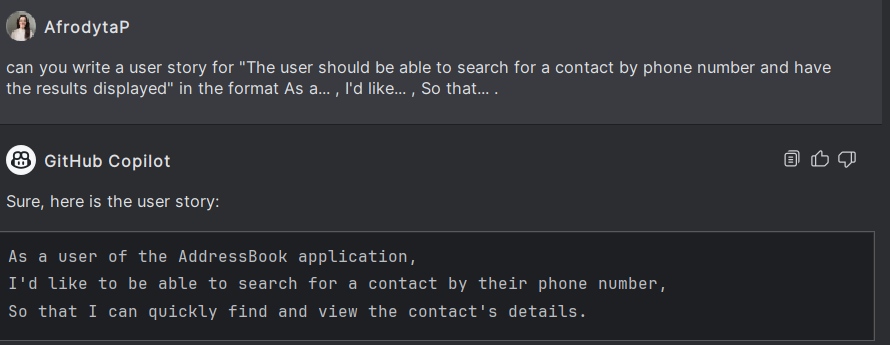 AfrodytaP
can you write a user story for "The user should be able to search for a contact by phone number and have
the results displayed" in the format As a... , I'd like... , So that... .
GitHub Copilot
Sure, here is the user story:
As a user of the AddressBook application,
I'd like to be able to search for a contact by their phone number,
So that I can quickly find and view the contact's details.